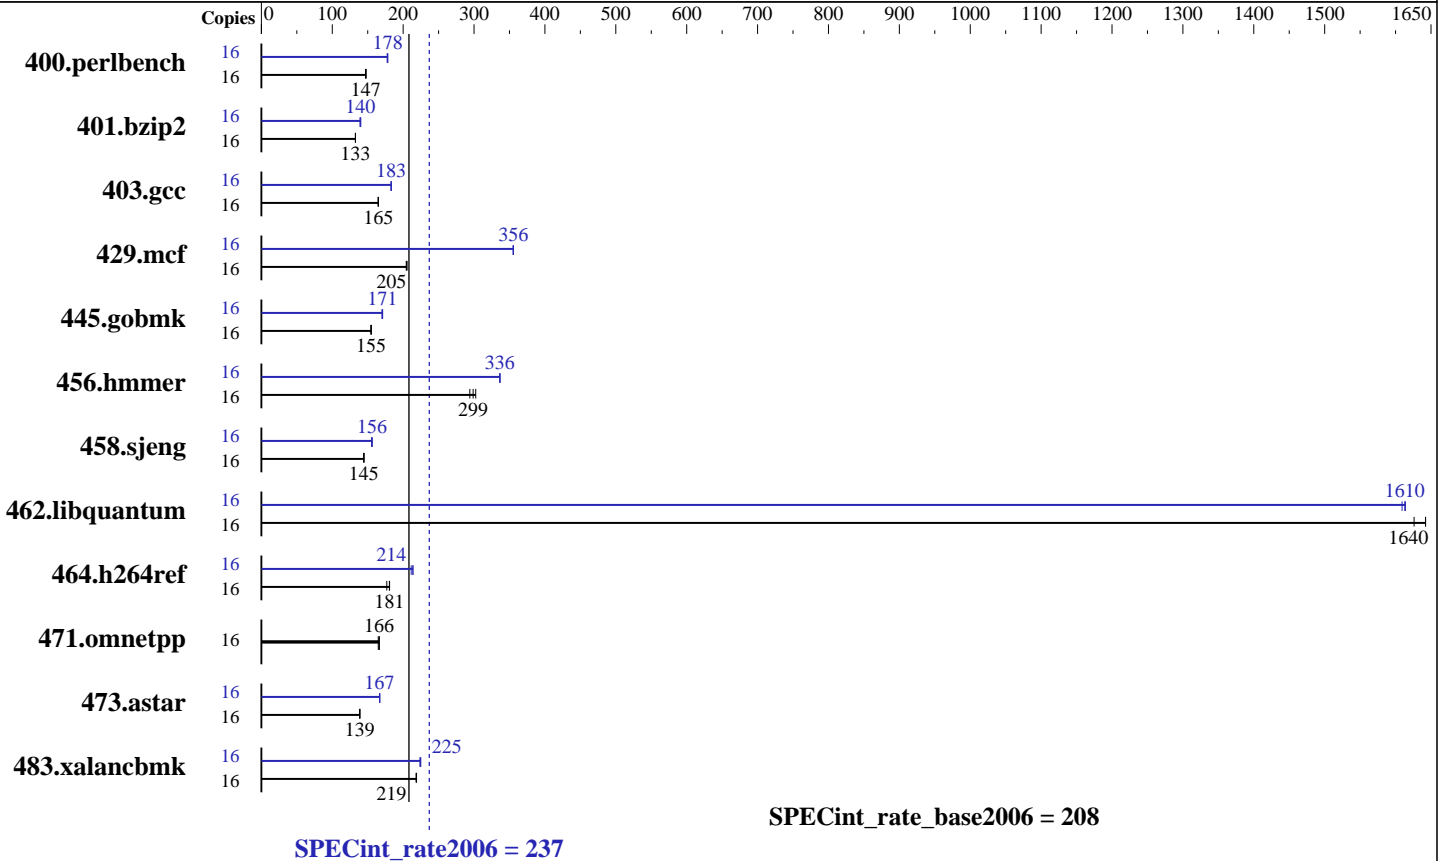 Copies 0 100 200 300 400 500 600 700 800 900 1000 1100 1200 1300 1400 1500 1650
400.perlbench 16 178
16 147
401.bzip2 16 140
16 133
403.gcc 16 183
16 165
429.mcf 16 356
16 205
445.gobmk 16 171
16 155
456.hmmer 16 336
16 299
458.sjeng 16 156
16 145
462.libquantum 16 1610
16 1640
464.h264ref 16 214
16 181
471.omnetpp 16 166
473.astar 16 167
16 139
483.xalancbmk 16 225
16 219
SPECint_rate_base2006 = 208
SPECint_rate2006 = 237